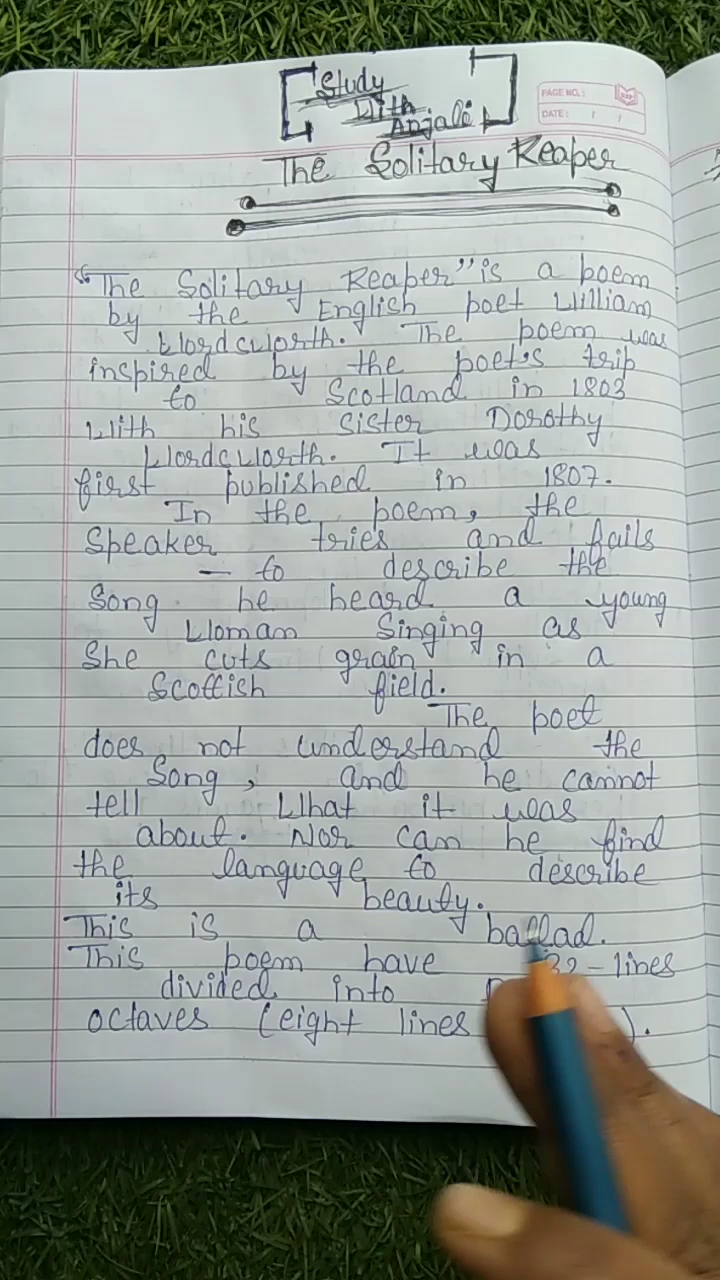 Study
With
Anjali
PAGE NO.:
DATE: / /
The Solitary Reaper
"The Solitary Reaper" is a poem
by the English poet William
Wordsworth. The poem was
inspired by the poet's trip
to Scotland in 1803
With his sister Dorothy
Wordsworth. It was
first published in 1807.
In the poem, the
Speaker tries and fails
– to describe the
Song he heard a young
Woman Singing as
She cuts grain in a
Scottish field.
The poet
does not understand the
Song, and he cannot
tell What it was
about. Nor can he find
the language to describe
its beauty.
This is a ballad.
This poem have 32-lines
divided into
octaves (eight lines ).